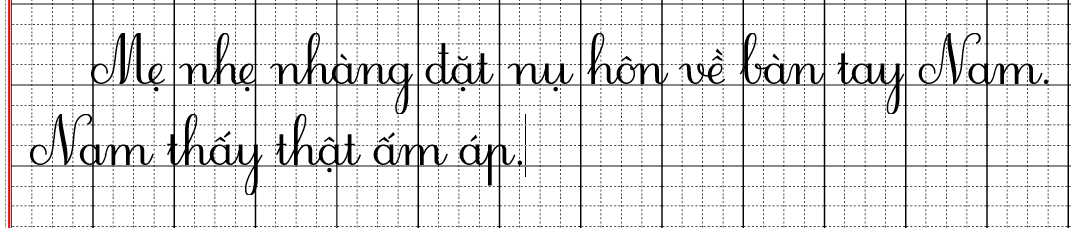 Mẹ nhẹ nhàng đặt nụ hôn về bàn tay Nam.
Nam thấy thật ấm áp.